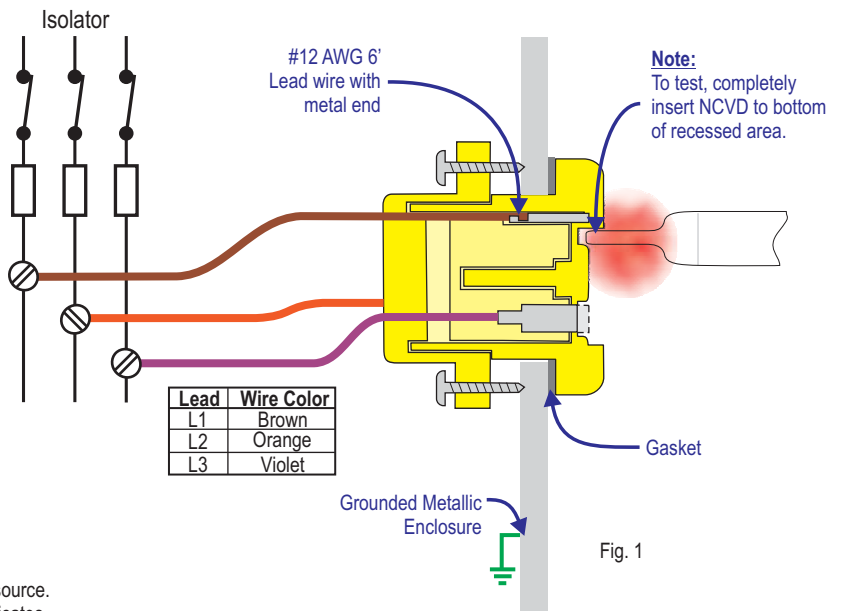 Isolator
#12 AWG 6’
Lead wire with
metal end
Note:
To test, completely
insert NCVD to bottom
of recessed area.
Lead Wire Color
L1 Brown
L2 Orange
L3 Violet
Gasket
Grounded Metallic
Enclosure
Fig. 1
source.